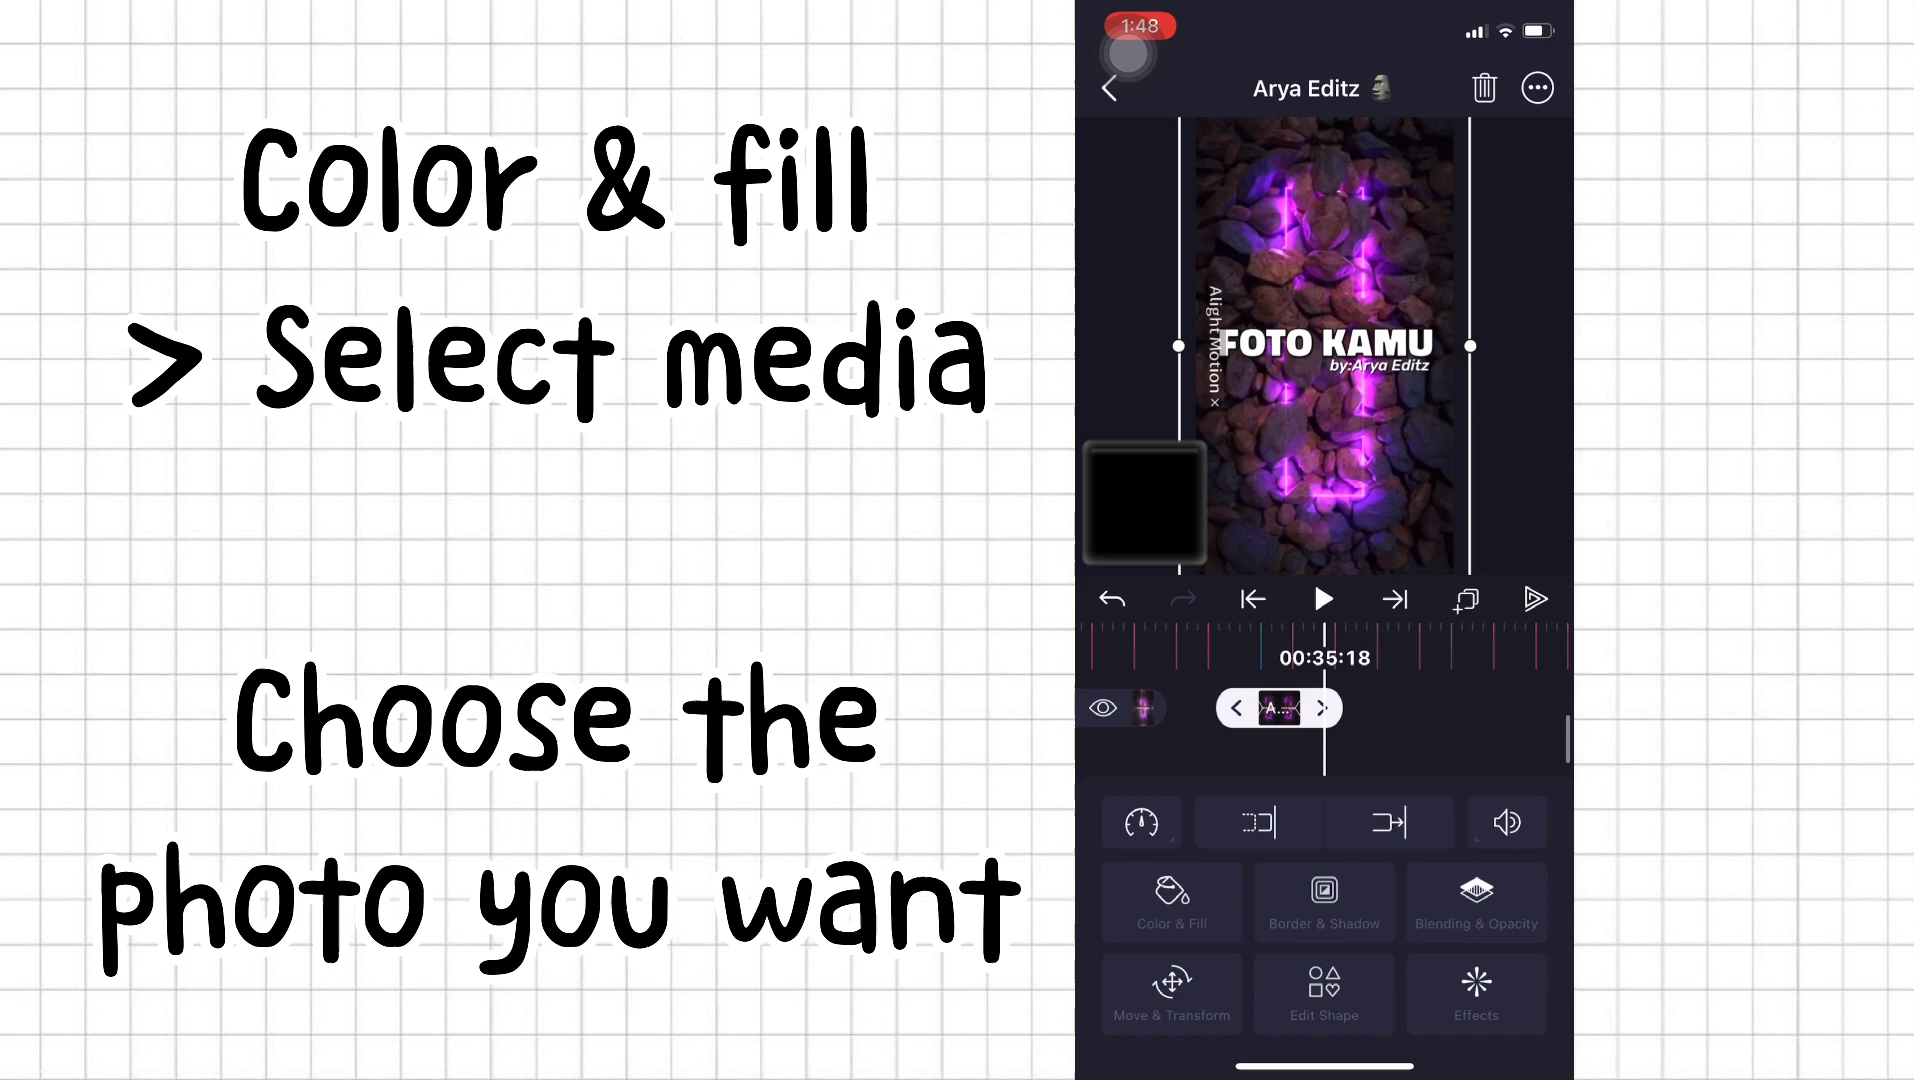 Color & fill
> Select media
Choose the
photo you want
1:48
Arya Editz 🗿
Alight Motion ×
FOTO KAMU
by:Arya Editz
00:35:18
A...
Color & Fill
Border & Shadow
Blending & Opacity
Move & Transform
Edit Shape
Effects